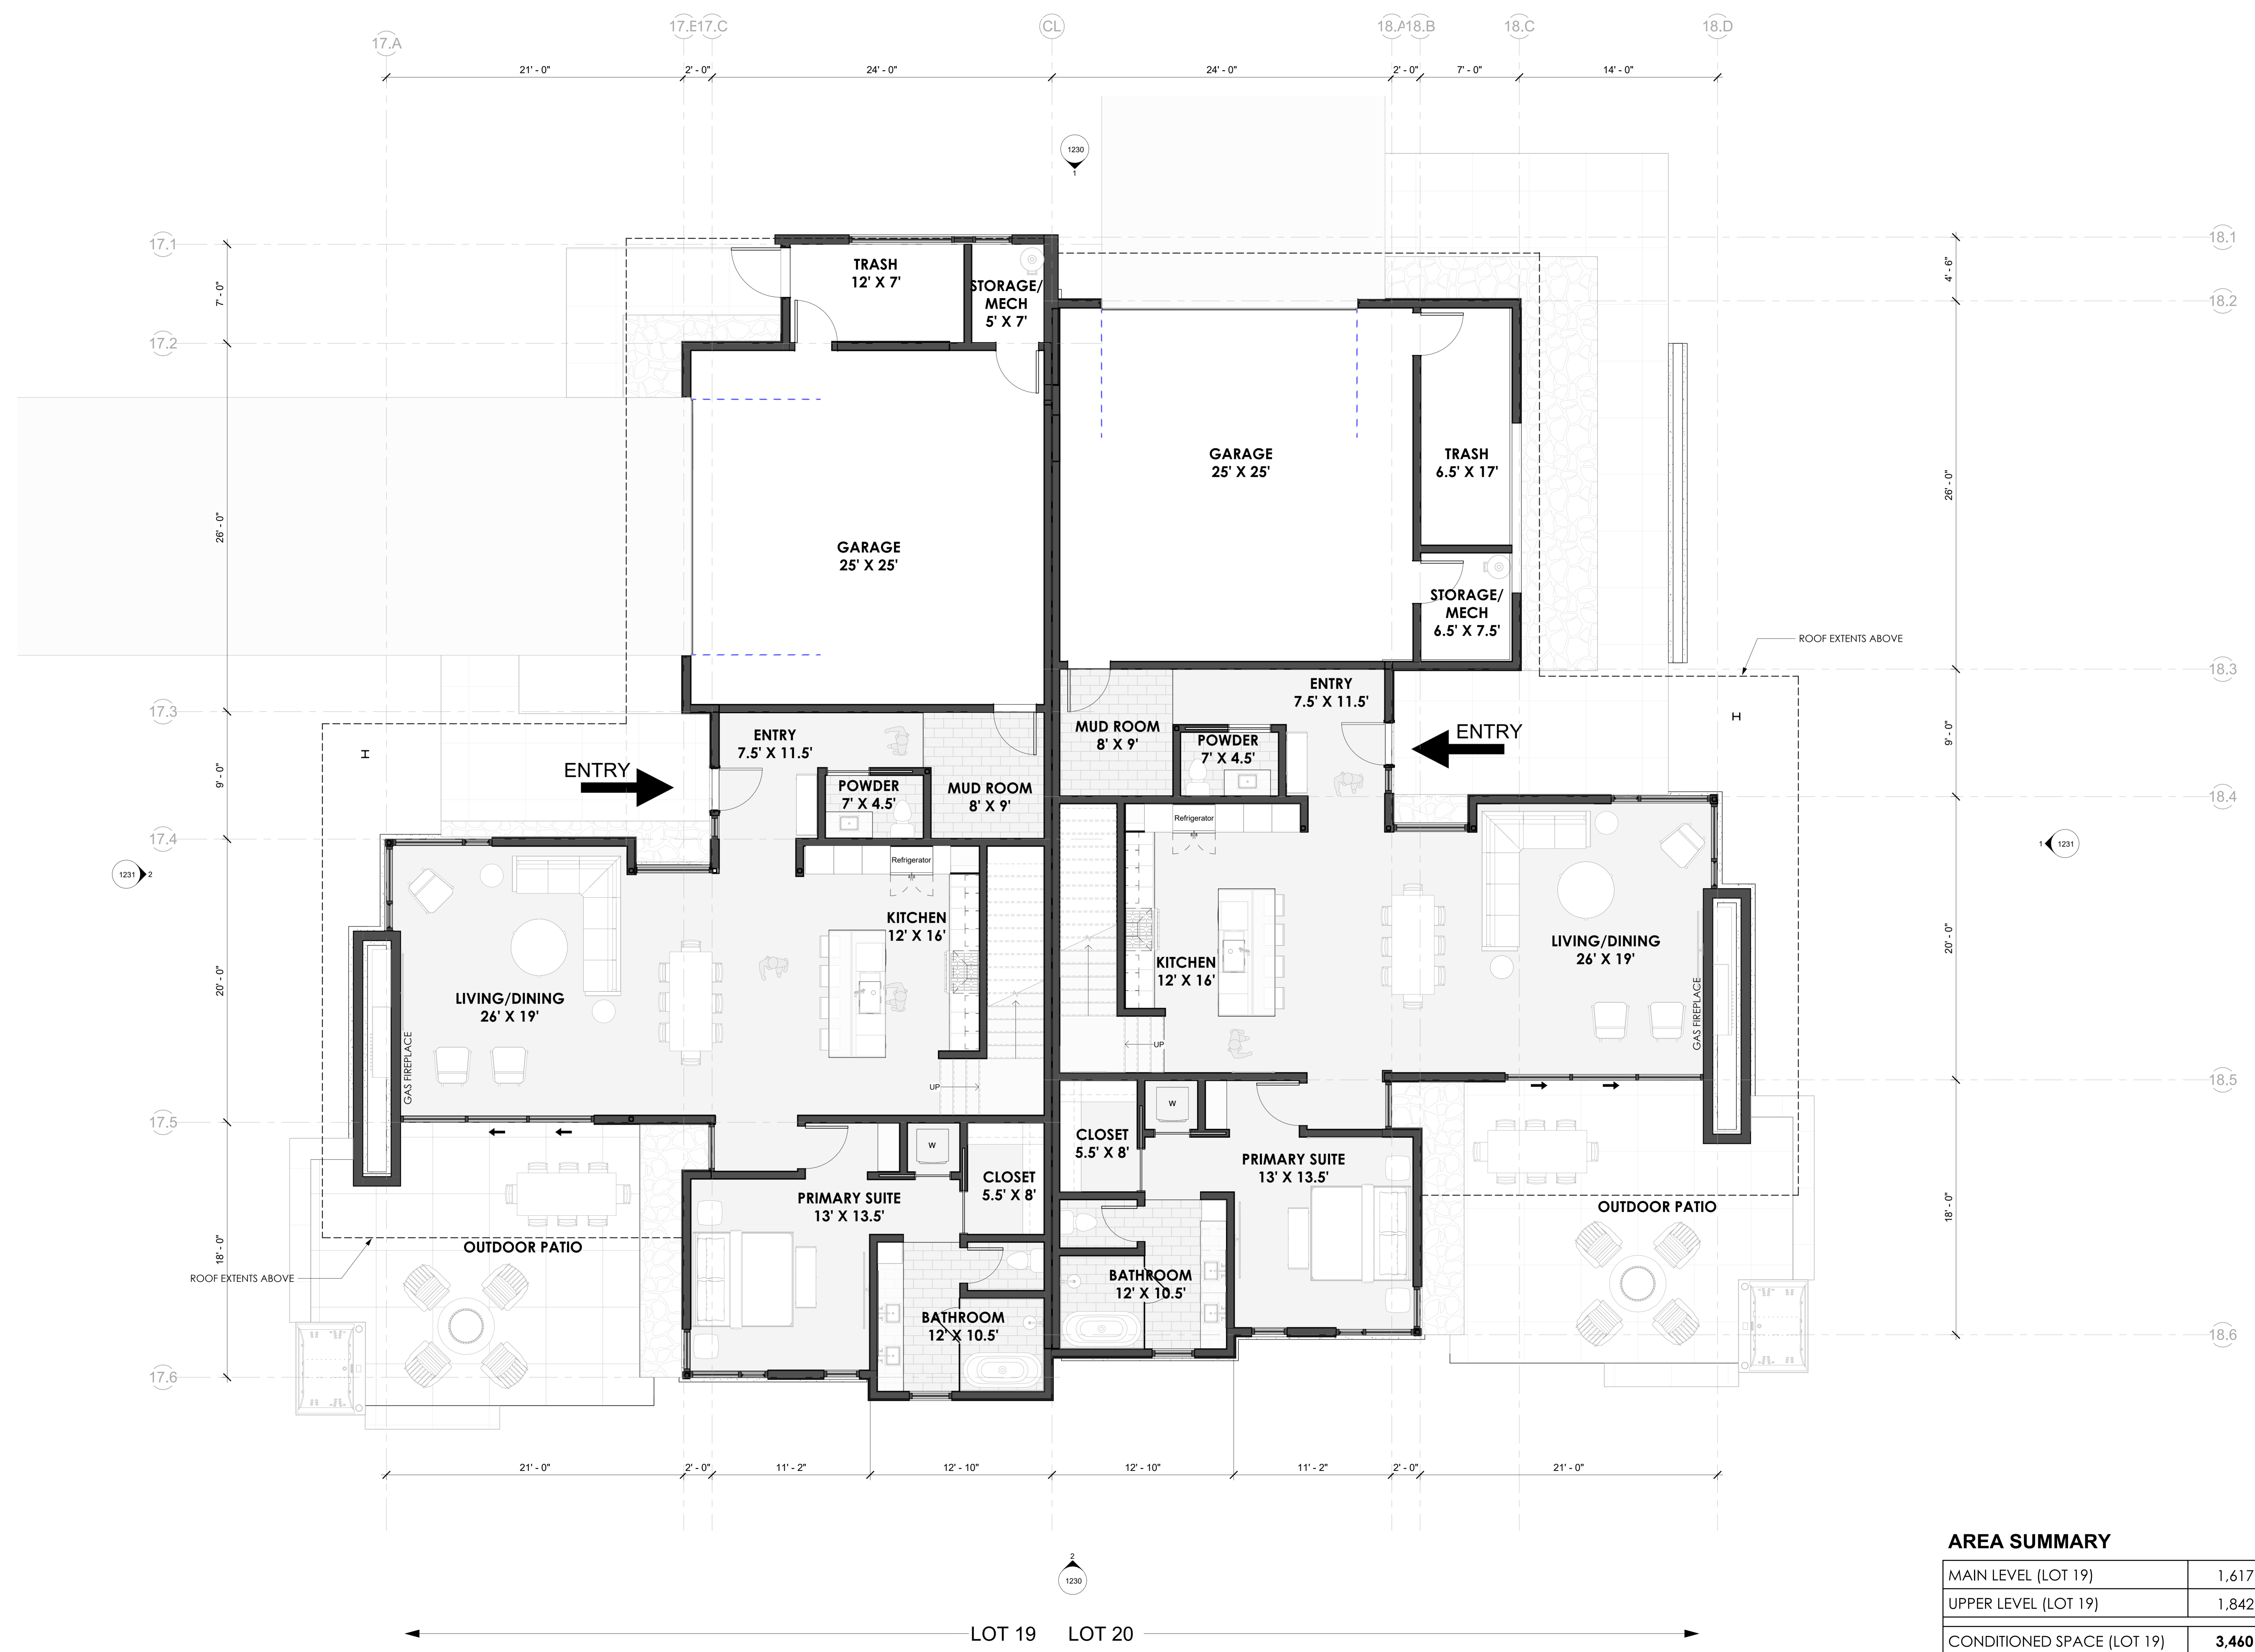 17.A
17.C
CL
18.B
18.C
18.D
21' - 0"
2' - 0"
24' - 0"
24' - 0"
2' - 0"
7' - 0"
14' - 0"
1230
1
17.1
18.1
7' - 0"
4' - 6"
TRASH
12' X 7'
STORAGE/
MECH
5' X 7'
18.2
17.2
GARAGE
25' X 25'
TRASH
6.5' X 17'
26' - 0"
26' - 0"
GARAGE
25' X 25'
STORAGE/
MECH
6.5' X 7.5'
ROOF EXTENTS ABOVE
18.3
17.3
ENTRY
7.5' X 11.5'
ENTRY
7.5' X 11.5'
MUD ROOM
8' X 9'
POWDER
7' X 4.5'
ENTRY
9' - 0"
ENTRY
9' - 0"
POWDER
7' X 4.5'
MUD ROOM
8' X 9'
18.4
17.4
Refrigerator
Refrigerator
1231
2
1
1231
KITCHEN
12' X 16'
KITCHEN
12' X 16'
LIVING/DINING
26' X 19'
20' - 0"
20' - 0"
LIVING/DINING
26' X 19'
GAS FIREPLACE
GAS FIREPLACE
UP
UP
18.5
17.5
W
W
CLOSET
5.5' X 8'
PRIMARY SUITE
13' X 13.5'
CLOSET
5.5' X 8'
PRIMARY SUITE
13' X 13.5'
OUTDOOR PATIO
18' - 0"
OUTDOOR PATIO
18' - 0"
ROOF EXTENTS ABOVE
BATHROOM
12' X 10.5'
BATHROOM
12' X 10.5'
18.6
17.6
21' - 0"
2' - 0"
11' - 2"
12' - 10"
12' - 10"
11' - 2"
2' - 0"
21' - 0"
2
1230
LOT 19
LOT 20
AREA SUMMARY
MAIN LEVEL (LOT 19) 1,617
UPPER LEVEL (LOT 19) 1,842
CONDITIONED SPACE (LOT 19) 3,460